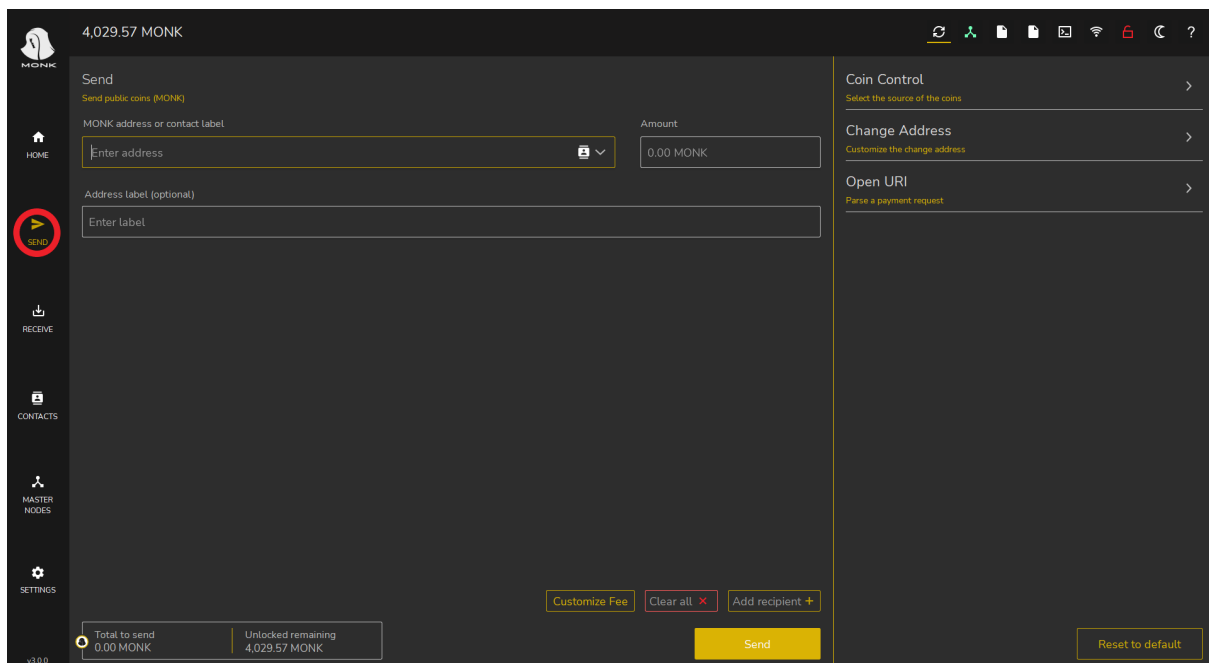 4,029.57 MONK
?
MONK
HOME
SEND
RECEIVE
CONTACTS
MASTER
NODES
SETTINGS
v3.0.0
Send
Send public coins (MONK)
MONK address or contact label
Amount
Enter address
0.00 MONK
Address label (optional)
Enter label
Customize Fee
Clear all ×
Add recipient +
Total to send
0.00 MONK
Unlocked remaining
4,029.57 MONK
Send
Coin Control
Select the source of the coins
Change Address
Customize the change address
Open URI
Parse a payment request
Reset to default